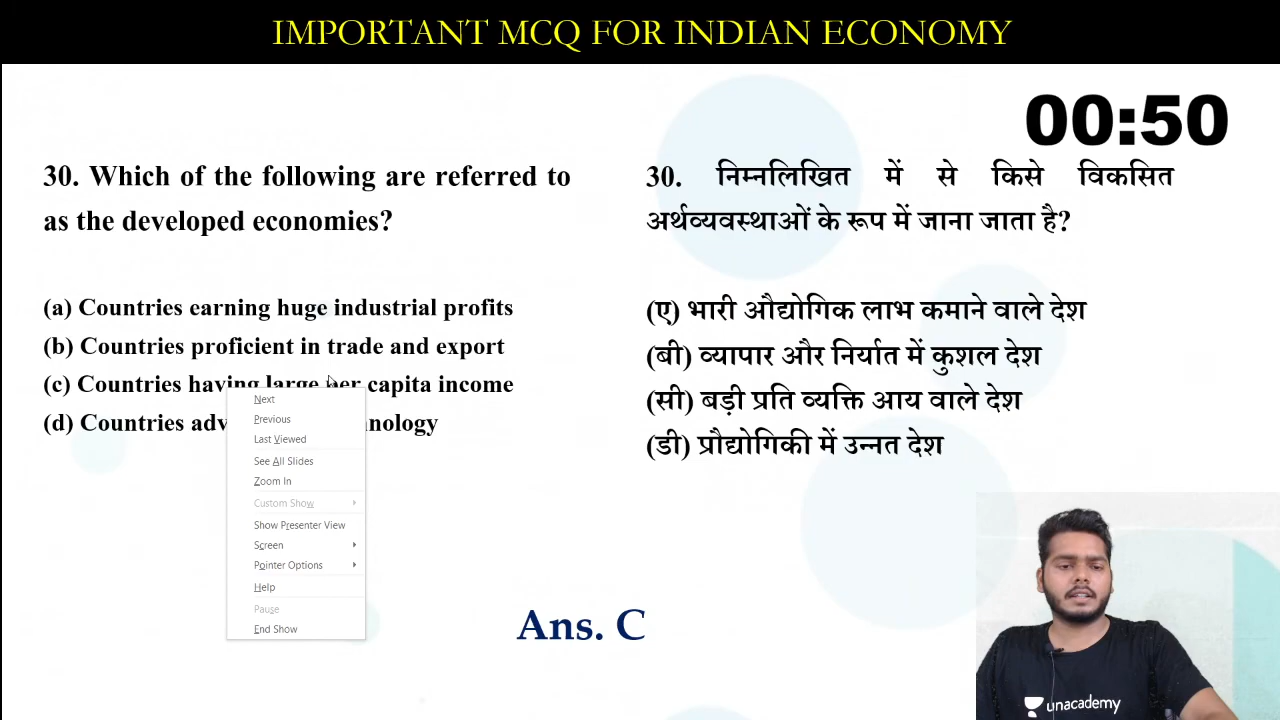 IMPORTANT MCQ FOR INDIAN ECONOMY
00:50
30. Which of the following are referred to
as the developed economies?
(a) Countries earning huge industrial profits
(b) Countries proficient in trade and export
(c) Countries having large per capita income
(d) Countries
Next
Previous
Last Viewed
See All Slides
Zoom In
Custom Show
Show Presenter View
Screen
Pointer Options
Help
Pause
End Show
30. निम्नलिखित में से किसे विकसित
अर्थव्यवस्थाओं के रूप में जाना जाता है?
(ए) भारी औद्योगिक लाभ कमाने वाले देश
(बी) व्यापार और निर्यात में कुशल देश
(सी) बड़ी प्रति व्यक्ति आय वाले देश
(डी) प्रौद्योगिकी में उन्नत देश
Ans. C
unacademy